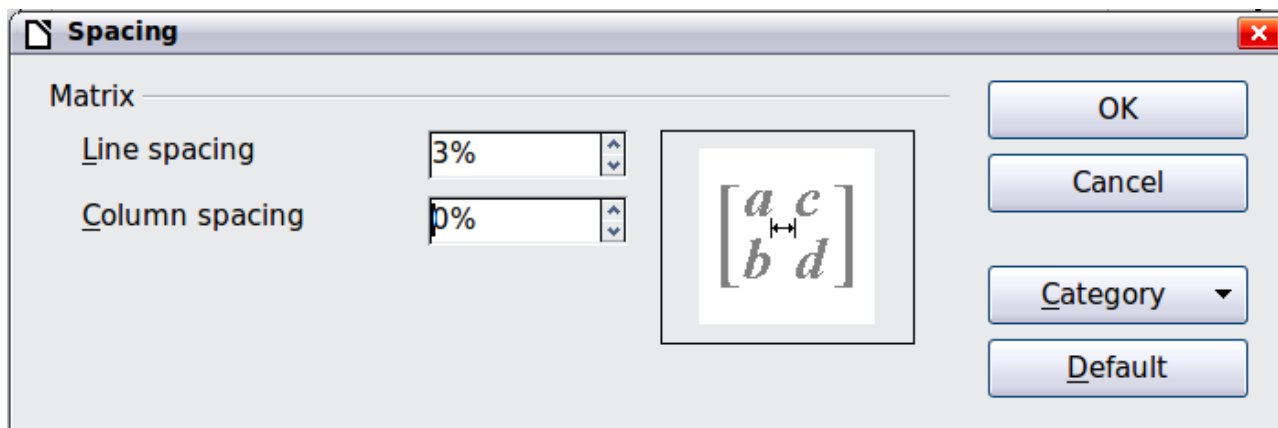 Spacing
Matrix
Line spacing 3%
Column spacing 0%
a c
b d
OK
Cancel
Category
Default